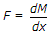 F = dM/dx